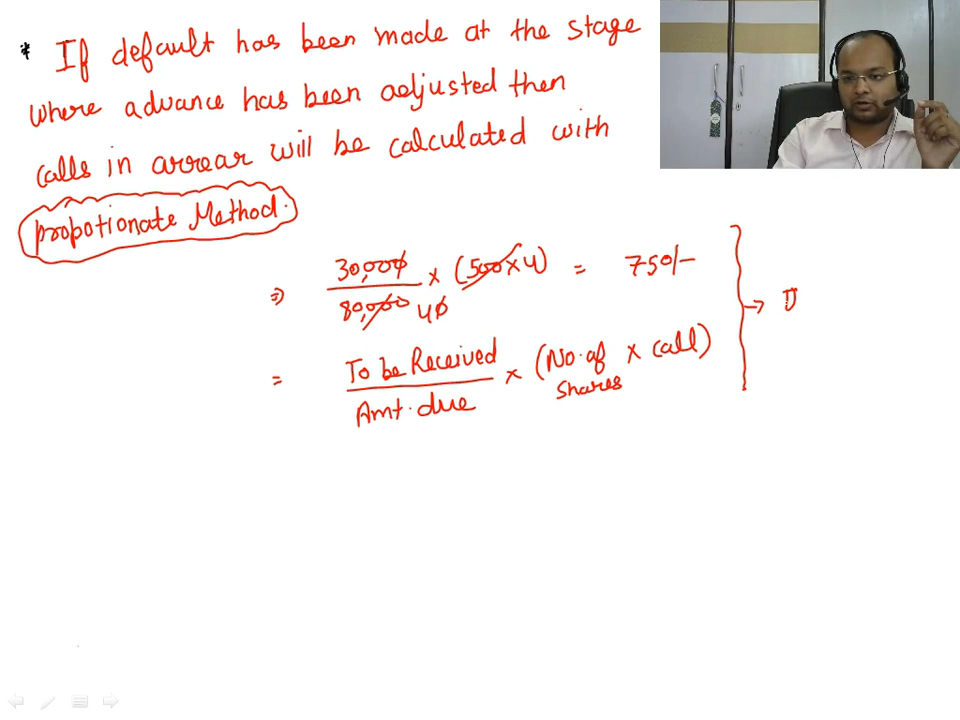 * If default has been made at the stage
where advance has been adjusted then
calls in arrear will be calculated with
propotionate Method.
⇒ 30,000 / 80,000 40 × (500×4) = 750/-
= To be Received / Amt. due × (No. of shares × call)